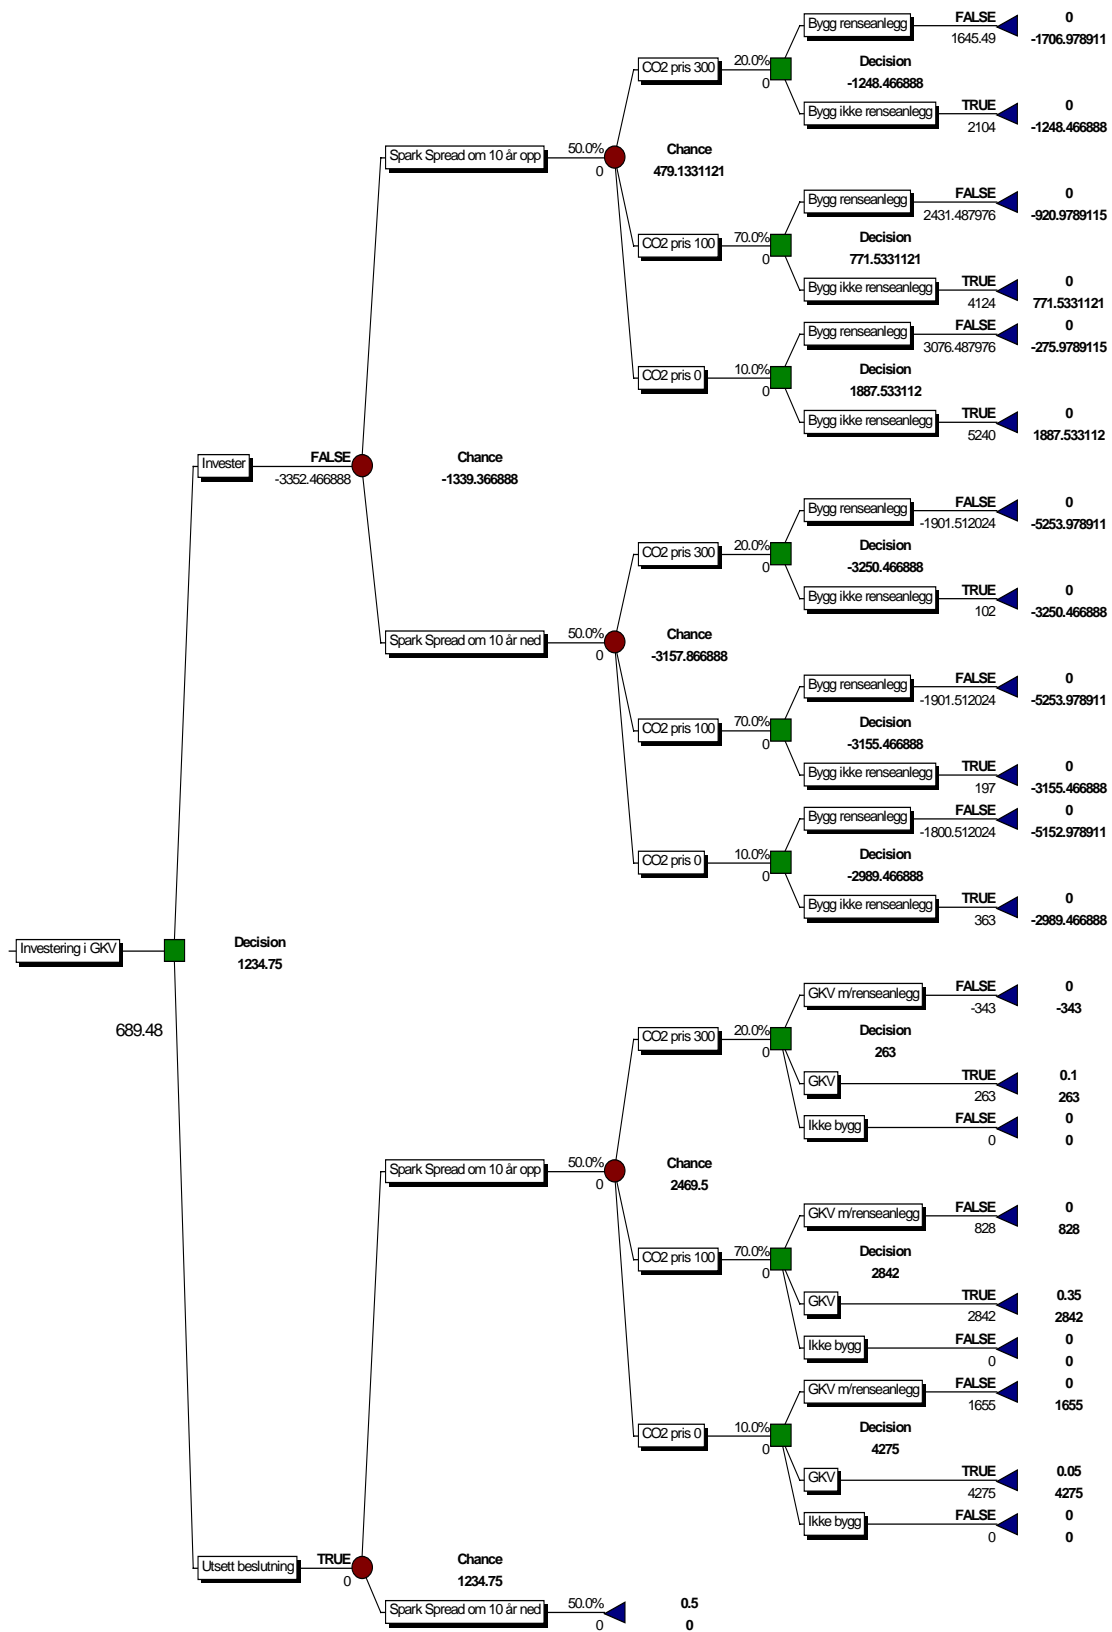 Bygg renseanlegg FALSE 0
1645.49 -1706.978911
CO2 pris 300 20.0% Decision
0 -1248.466888
Bygg ikke renseanlegg TRUE 0
2104 -1248.466888
Spark Spread om 10 år opp 50.0% Chance
0 479.1331121
Bygg renseanlegg FALSE 0
2431.487976 -920.9789115
CO2 pris 100 70.0% Decision
0 771.5331121
Bygg ikke renseanlegg TRUE 0
4124 771.5331121
Bygg renseanlegg FALSE 0
3076.487976 -275.9789115
CO2 pris 0 10.0% Decision
0 1887.533112
Bygg ikke renseanlegg TRUE 0
5240 1887.533112
Invester FALSE Chance
-3352.466888 -1339.366888
Bygg renseanlegg FALSE 0
-1901.512024 -5253.978911
CO2 pris 300 20.0% Decision
0 -3250.466888
Bygg ikke renseanlegg TRUE 0
102 -3250.466888
Spark Spread om 10 år ned 50.0% Chance
0 -3157.866888
Bygg renseanlegg FALSE 0
-1901.512024 -5253.978911
CO2 pris 100 70.0% Decision
0 -3155.466888
Bygg ikke renseanlegg TRUE 0
197 -3155.466888
Bygg renseanlegg FALSE 0
-1800.512024 -5152.978911
CO2 pris 0 10.0% Decision
0 -2989.466888
Bygg ikke renseanlegg TRUE 0
363 -2989.466888
Investering i GKV Decision
1234.75
689.48
GKV m/renseanlegg FALSE 0
-343 -343
CO2 pris 300 20.0% Decision
0 263
GKV TRUE 0.1
263 263
Ikke bygg FALSE 0
0 0
Spark Spread om 10 år opp 50.0% Chance
0 2469.5
GKV m/renseanlegg FALSE 0
828 828
CO2 pris 100 70.0% Decision
0 2842
GKV TRUE 0.35
2842 2842
Ikke bygg FALSE 0
0 0
GKV m/renseanlegg FALSE 0
1655 1655
CO2 pris 0 10.0% Decision
0 4275
GKV TRUE 0.05
4275 4275
Ikke bygg FALSE 0
0 0
Utsett beslutning TRUE Chance
0 1234.75
Spark Spread om 10 år ned 50.0% 0.5
0 0